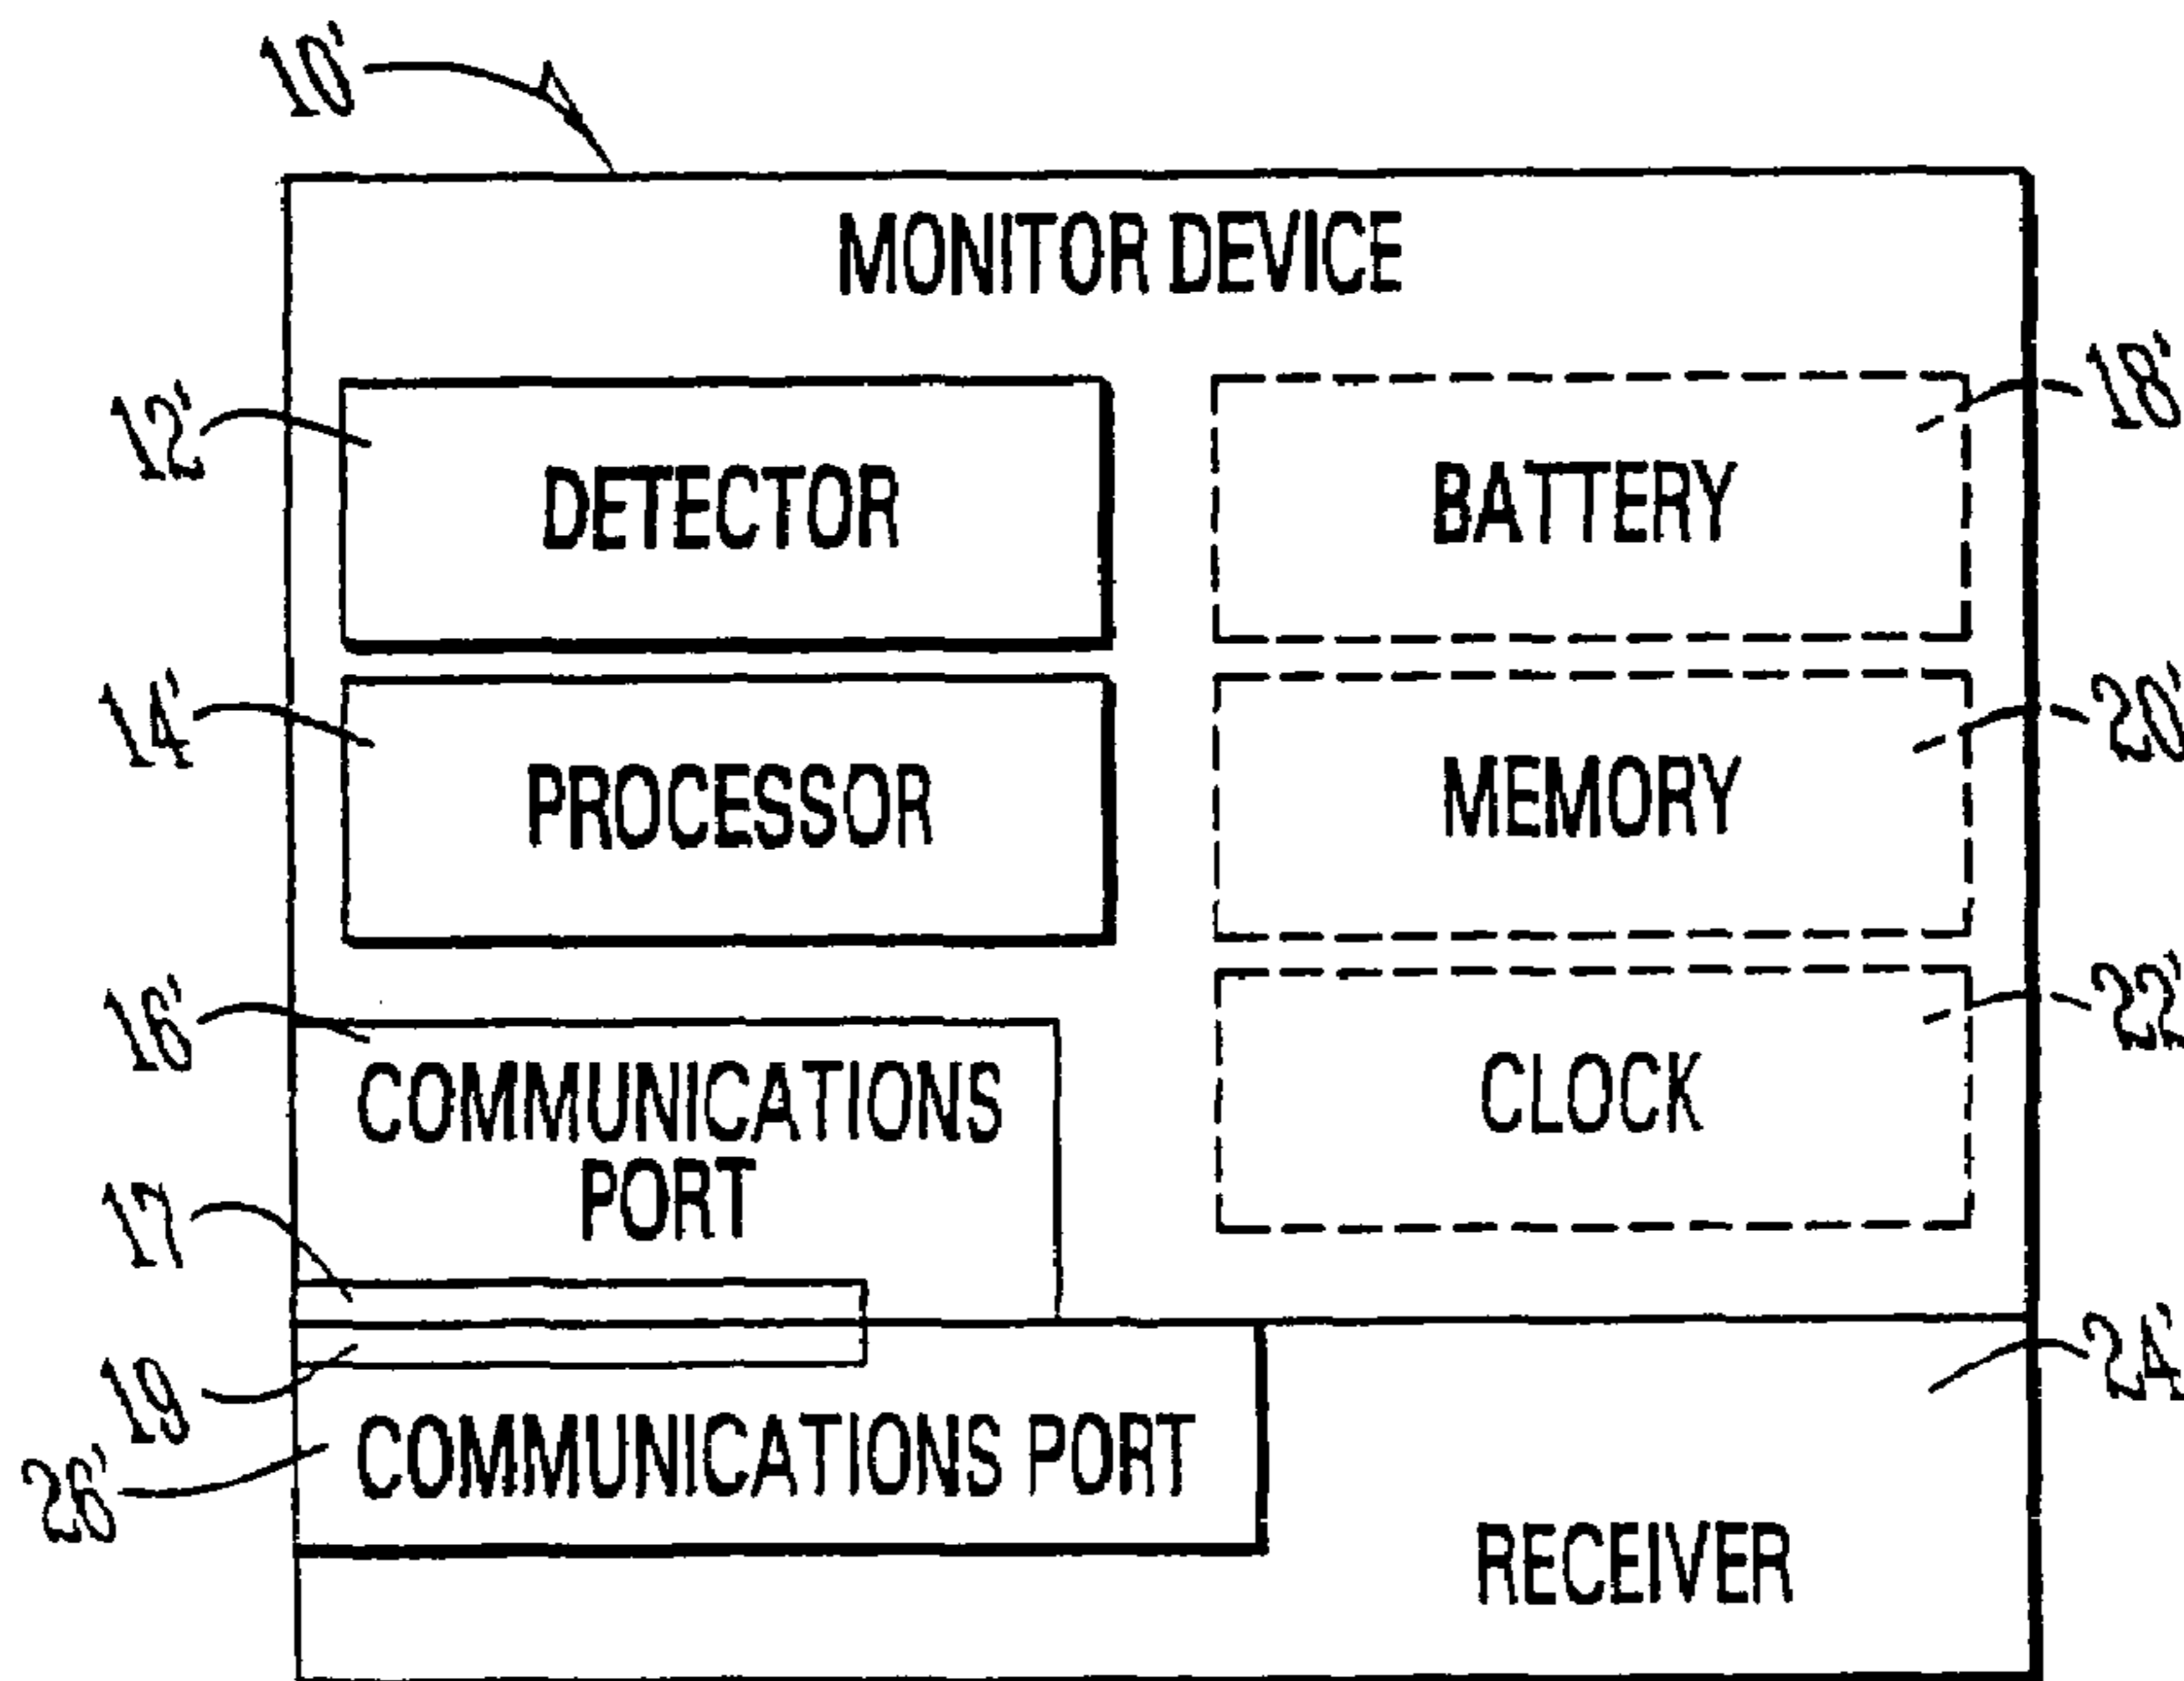 10'
MONITOR DEVICE
12'
DETECTOR
BATTERY
18'
14'
PROCESSOR
MEMORY
20'
16'
COMMUNICATIONS
PORT
CLOCK
22'
17
19
24'
26'
COMMUNICATIONS PORT
RECEIVER